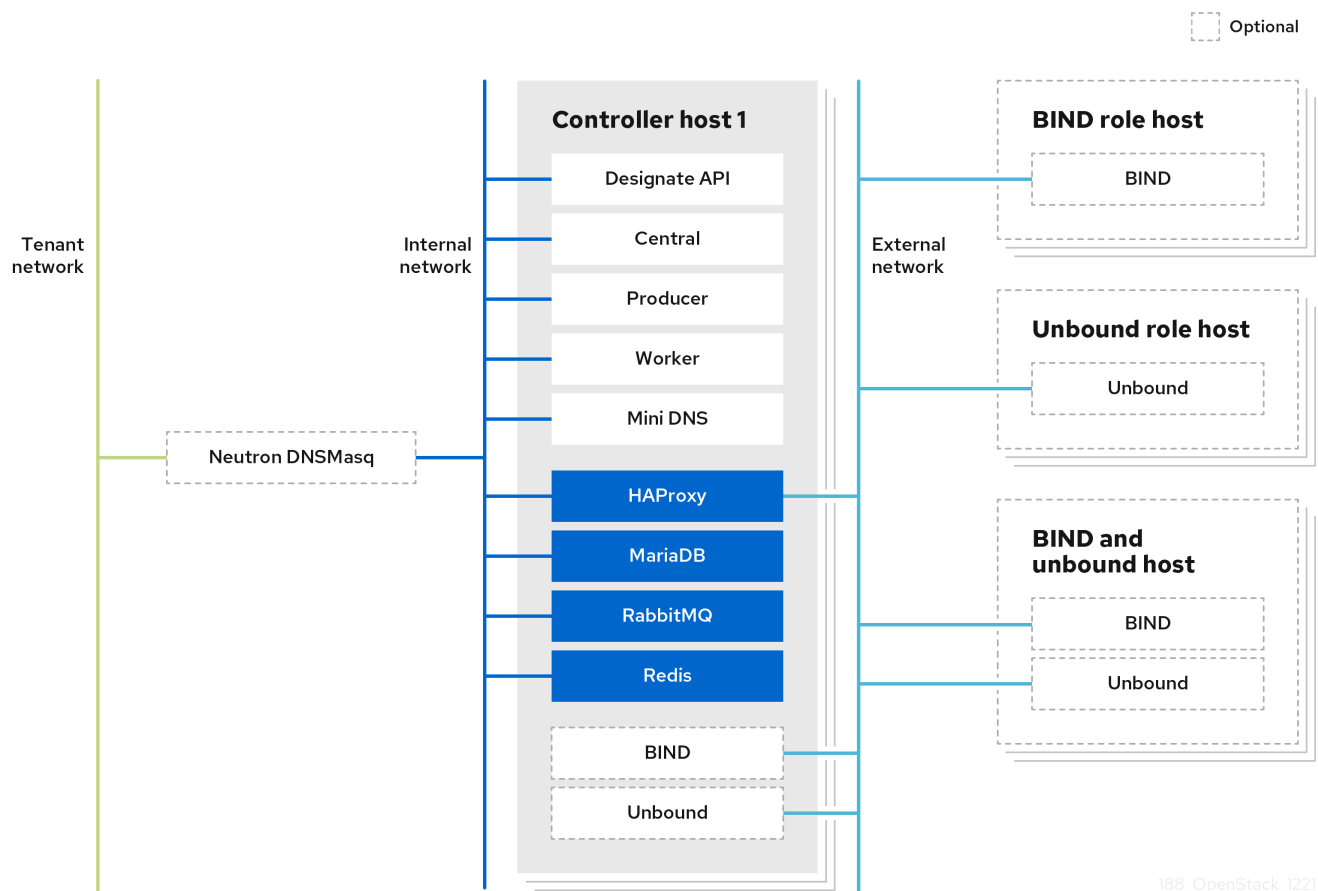 Optional
Tenant
network
Internal
network
Controller host 1
Designate API
Central
Producer
Worker
Mini DNS
Neutron DNSMasq
HAProxy
MariaDB
RabbitMQ
Redis
BIND
Unbound
External
network
BIND role host
BIND
Unbound role host
Unbound
BIND and
unbound host
BIND
Unbound
188_OpenStack_1221